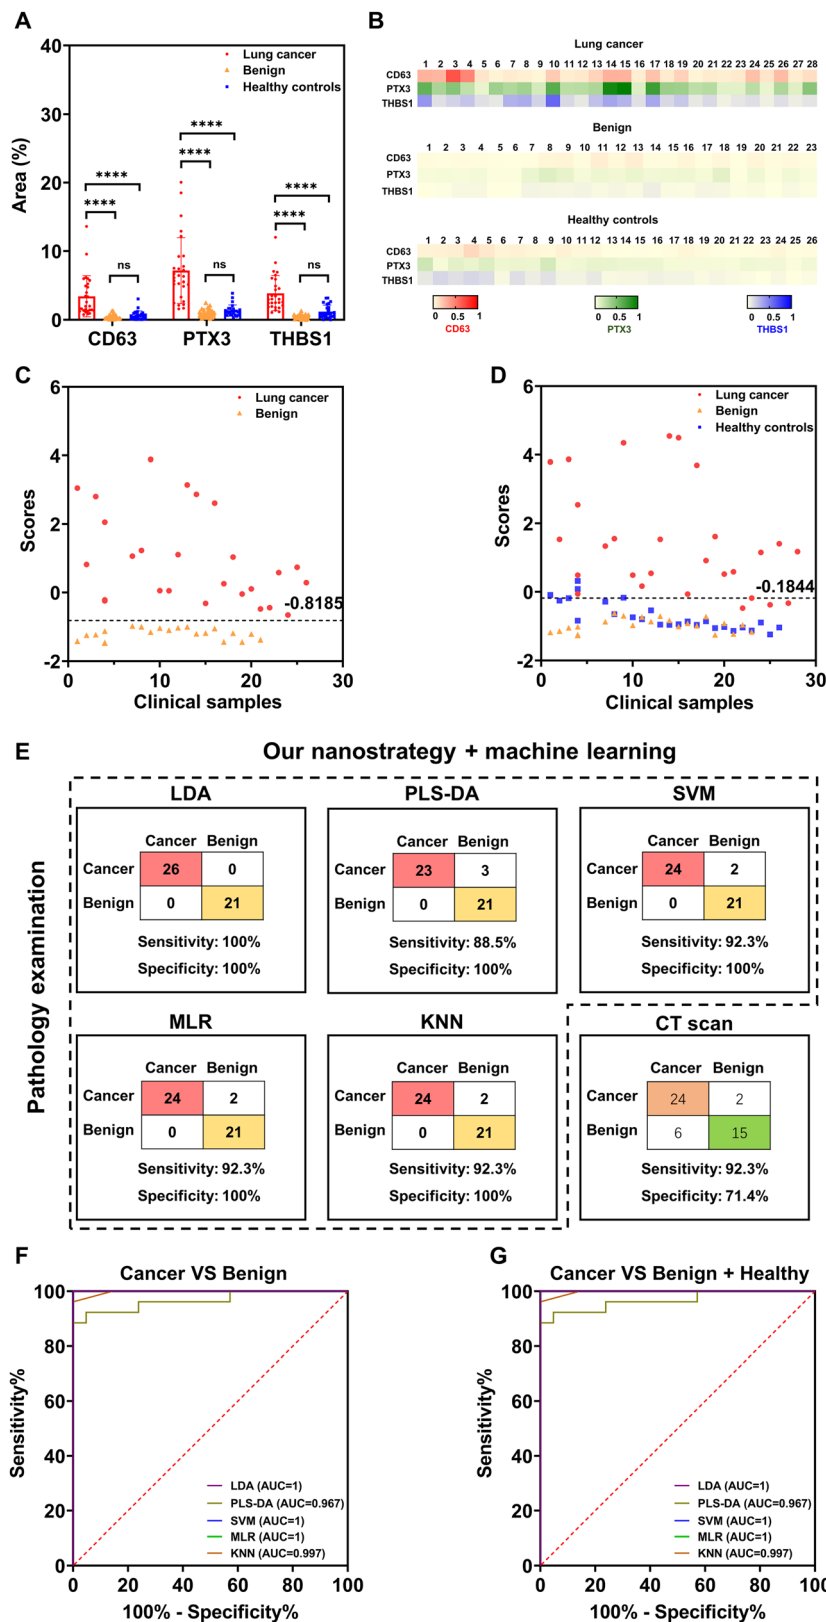 A
Lung cancer
Benign
Healthy controls
Area (%)
40
30
20
10
0
****
****
ns
****
****
ns
****
****
ns
CD63 PTX3 THBS1
B
Lung cancer
1 2 3 4 5 6 7 8 9 10 11 12 13 14 15 16 17 18 19 20 21 22 23 24 25 26 27 28
CD63
PTX3
THBS1
Benign
1 2 3 4 5 6 7 8 9 10 11 12 13 14 15 16 17 18 19 20 21 22 23
CD63
PTX3
THBS1
Healthy controls
1 2 3 4 5 6 7 8 9 10 11 12 13 14 15 16 17 18 19 20 21 22 23 24 25 26
CD63
PTX3
THBS1
0 0.5 1
CD63
0 0.5 1
PTX3
0 0.5 1
THBS1
C
Lung cancer
Benign
Scores
6
4
2
0
-2
-0.8185
0 10 20 30
Clinical samples
D
Lung cancer
Benign
Healthy controls
Scores
6
4
2
0
-2
-0.1844
0 10 20 30
Clinical samples
E
Our nanostrategy + machine learning
Pathology examination
LDA
Cancer Benign
Cancer 26 0
Benign 0 21
Sensitivity: 100%
Specificity: 100%
PLS-DA
Cancer Benign
Cancer 23 3
Benign 0 21
Sensitivity: 88.5%
Specificity: 100%
SVM
Cancer Benign
Cancer 24 2
Benign 0 21
Sensitivity: 92.3%
Specificity: 100%
MLR
Cancer Benign
Cancer 24 2
Benign 0 21
Sensitivity: 92.3%
Specificity: 100%
KNN
Cancer Benign
Cancer 24 2
Benign 0 21
Sensitivity: 92.3%
Specificity: 100%
CT scan
Cancer Benign
Cancer 24 2
Benign 6 15
Sensitivity: 92.3%
Specificity: 71.4%
F
Cancer VS Benign
Sensitivity%
100
80
60
40
20
0
LDA (AUC=1)
PLS-DA (AUC=0.967)
SVM (AUC=1)
MLR (AUC=1)
KNN (AUC=0.997)
0 20 40 60 80 100
100% - Specificity%
G
Cancer VS Benign + Healthy
Sensitivity%
100
80
60
40
20
0
LDA (AUC=1)
PLS-DA (AUC=0.967)
SVM (AUC=1)
MLR (AUC=1)
KNN (AUC=0.997)
0 20 40 60 80 100
100% - Specificity%